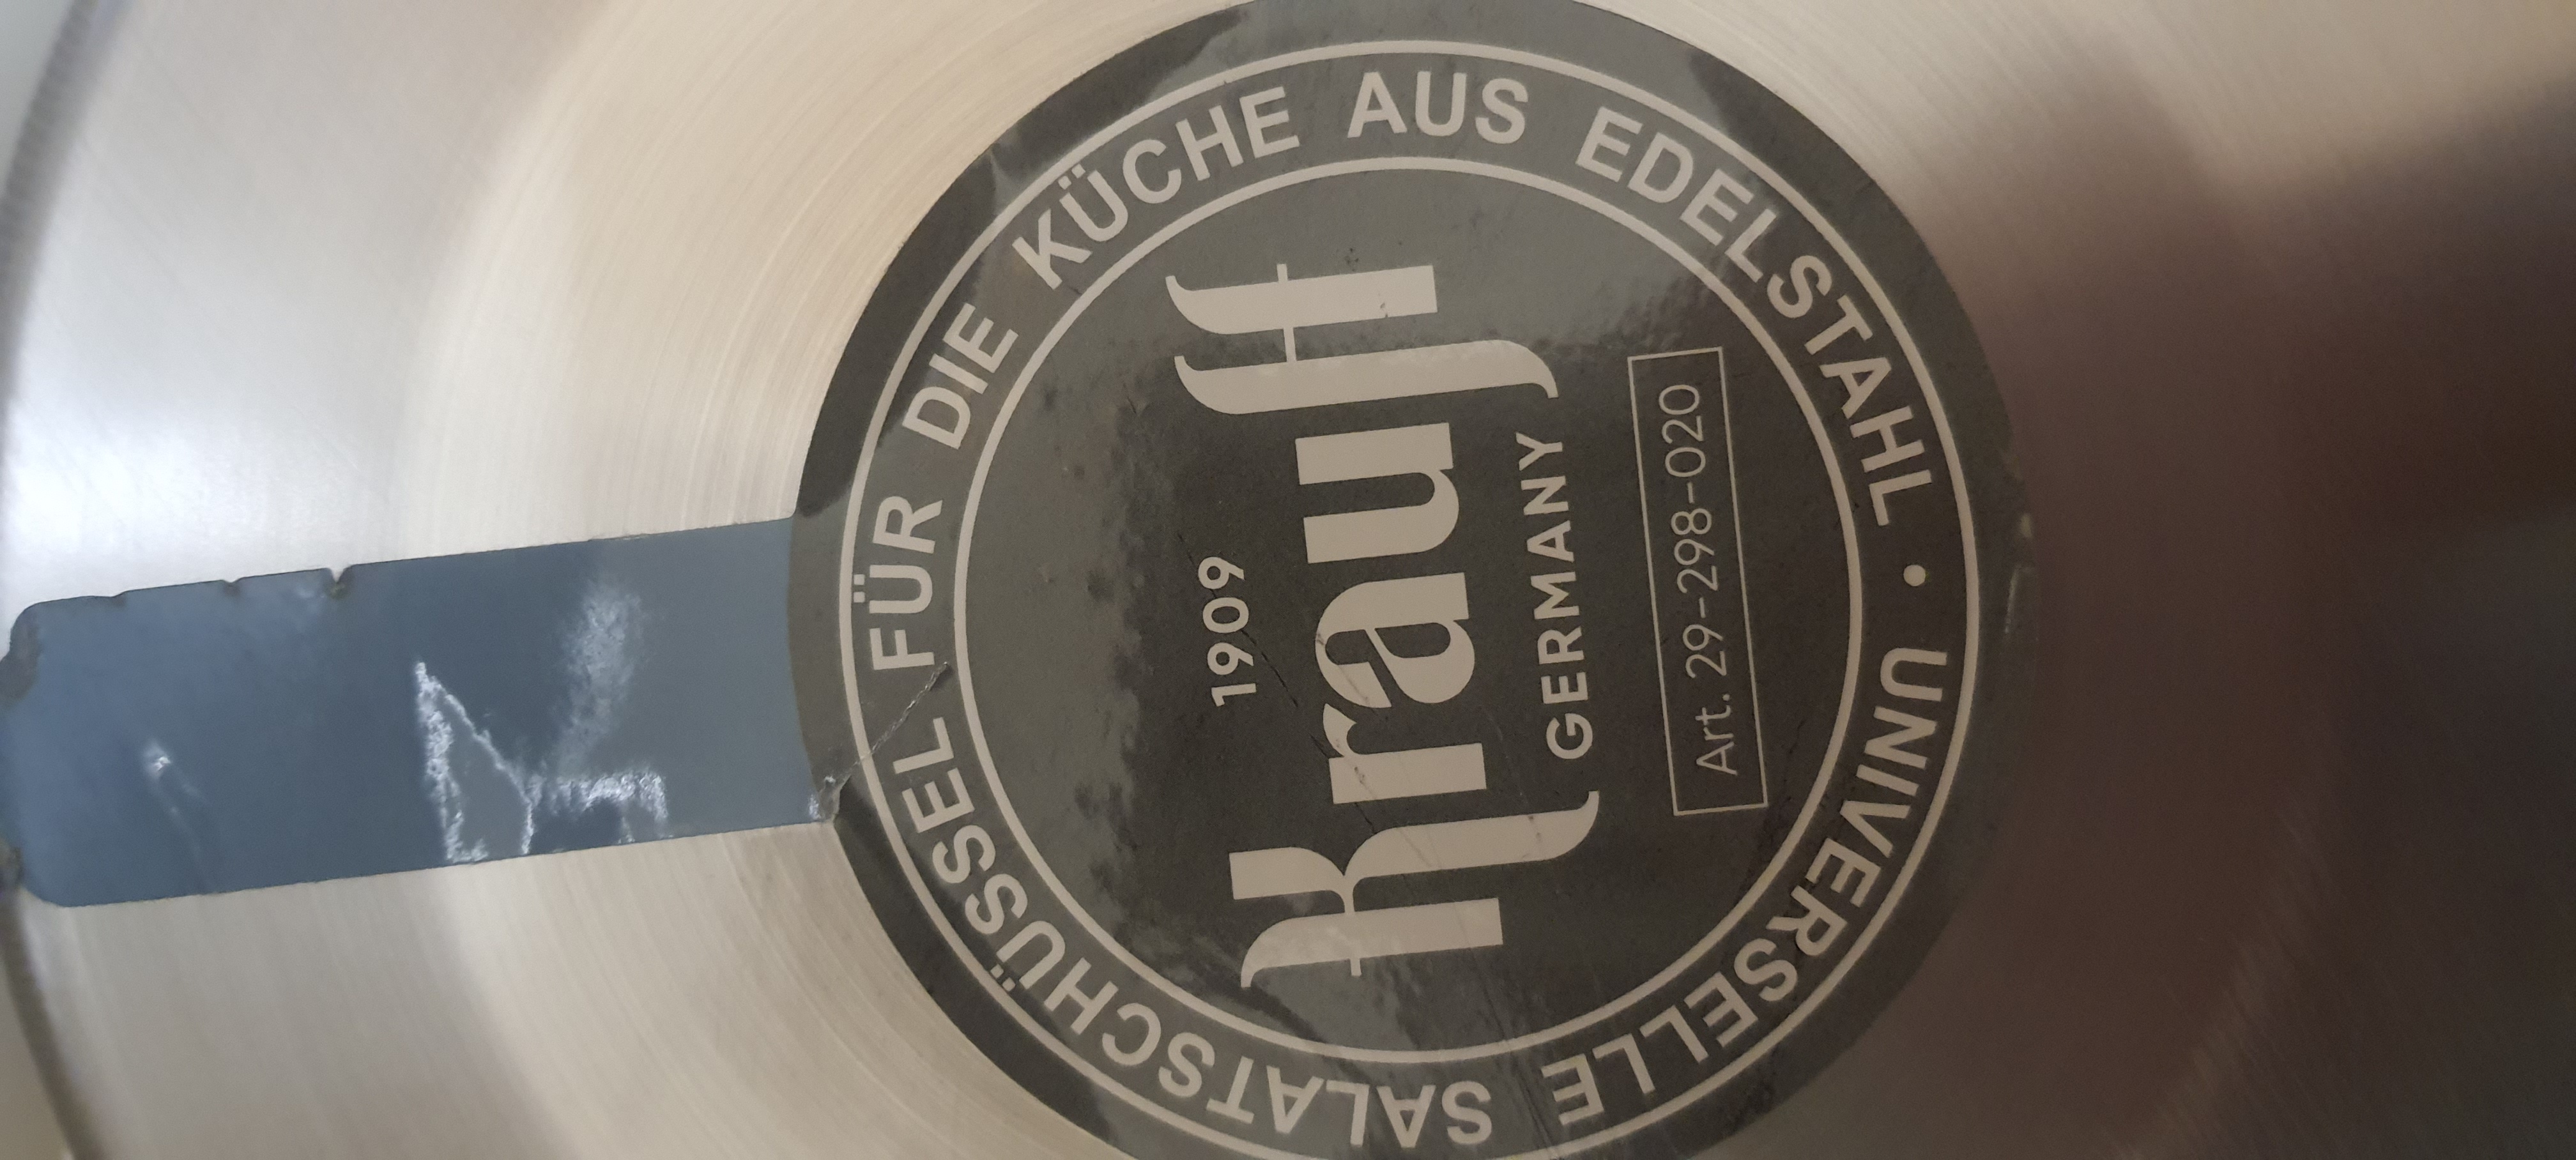 UNIVERSELLE SALATSCHÜSSEL FÜR DIE KÜCHE AUS EDELSTAHL •
1909
Krauff
GERMANY
Art. 29-298-020